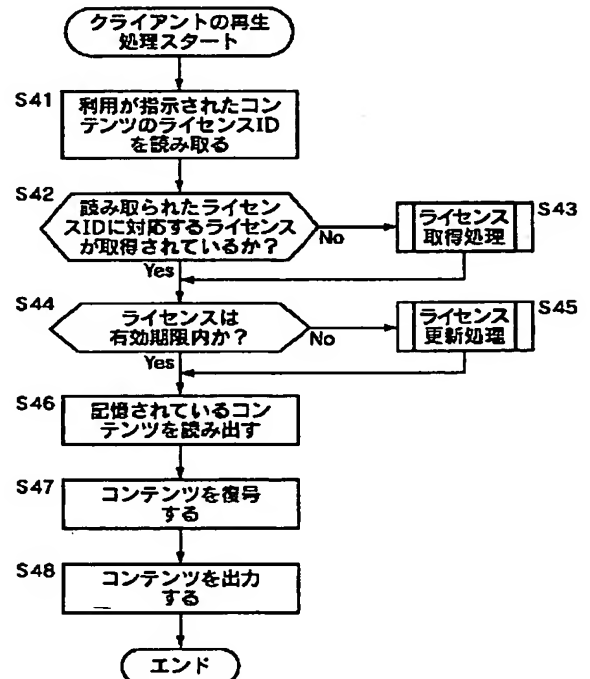 クライアントの再生
処理スタート
S41
利用が指示されたコン
テンツのライセンスID
を読み取る
S42
読み取られたライセン
スIDに対応するライセンス
が取得されているか？
No
Yes
ライセンス
取得処理
S43
S44
ライセンスは
有効期限内か？
No
Yes
ライセンス
更新処理
S45
S46
記憶されているコン
テンツを読み出す
S47
コンテンツを復号
する
S48
コンテンツを出力
する
エンド